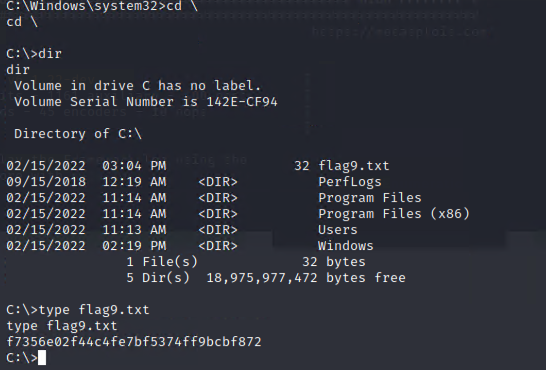 C:\Windows\system32>cd \
cd \
C:\>dir
dir
 Volume in drive C has no label.
 Volume Serial Number is 142E-CF94
 Directory of C:\
02/15/2022  03:04 PM                32 flag9.txt
09/15/2018  12:19 AM    <DIR>          PerfLogs
02/15/2022  11:14 AM    <DIR>          Program Files
02/15/2022  11:14 AM    <DIR>          Program Files (x86)
02/15/2022  11:13 AM    <DIR>          Users
02/15/2022  02:19 PM    <DIR>          Windows
               1 File(s)             32 bytes
               5 Dir(s)  18,975,977,472 bytes free
C:\>type flag9.txt
type flag9.txt
f7356e02f44c4fe7bf5374ff9bcbf872
C:\>